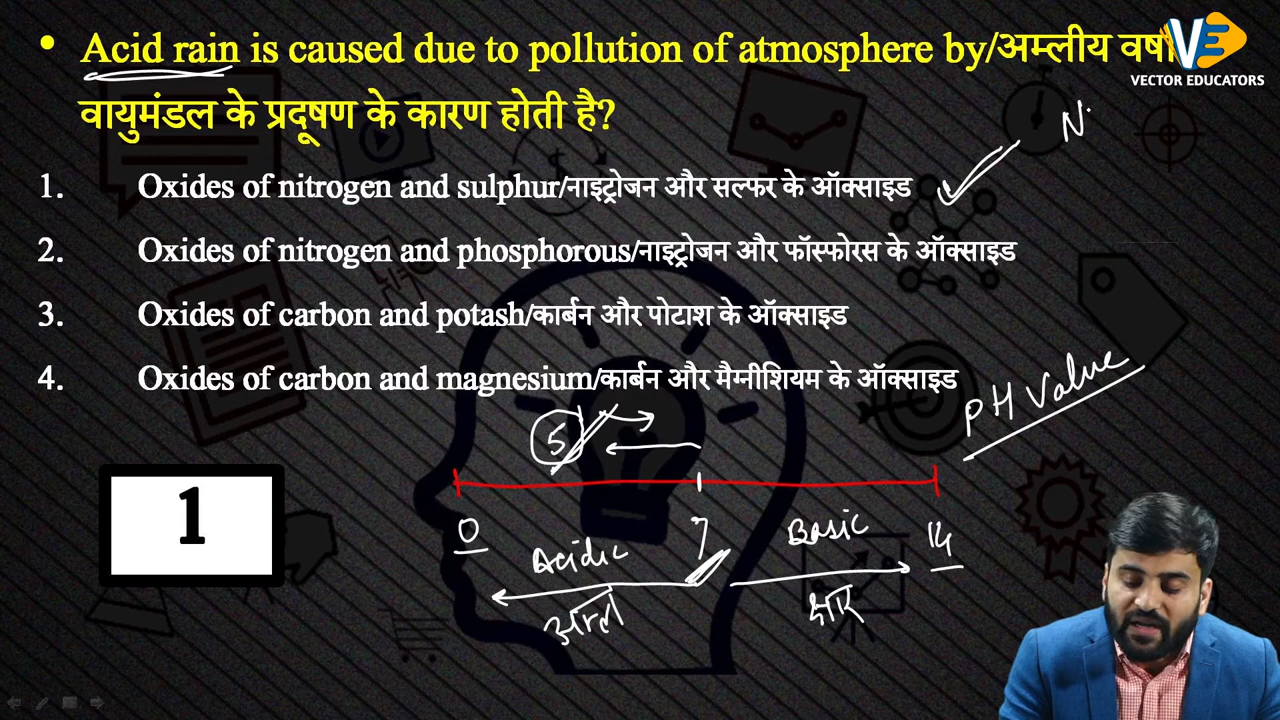 • Acid rain is caused due to pollution of atmosphere by/अम्लीय वर्षा
वायुमंडल के प्रदूषण के कारण होती है?
VE
VECTOR EDUCATORS
N
1. Oxides of nitrogen and sulphur/नाइट्रोजन और सल्फर के ऑक्साइड
2. Oxides of nitrogen and phosphorous/नाइट्रोजन और फॉस्फोरस के ऑक्साइड
3. Oxides of carbon and potash/कार्बन और पोटाश के ऑक्साइड
4. Oxides of carbon and magnesium/कार्बन और मैग्नीशियम के ऑक्साइड
PH Value
5
1
0 7 14
Acidic Basic
अम्ल क्षार